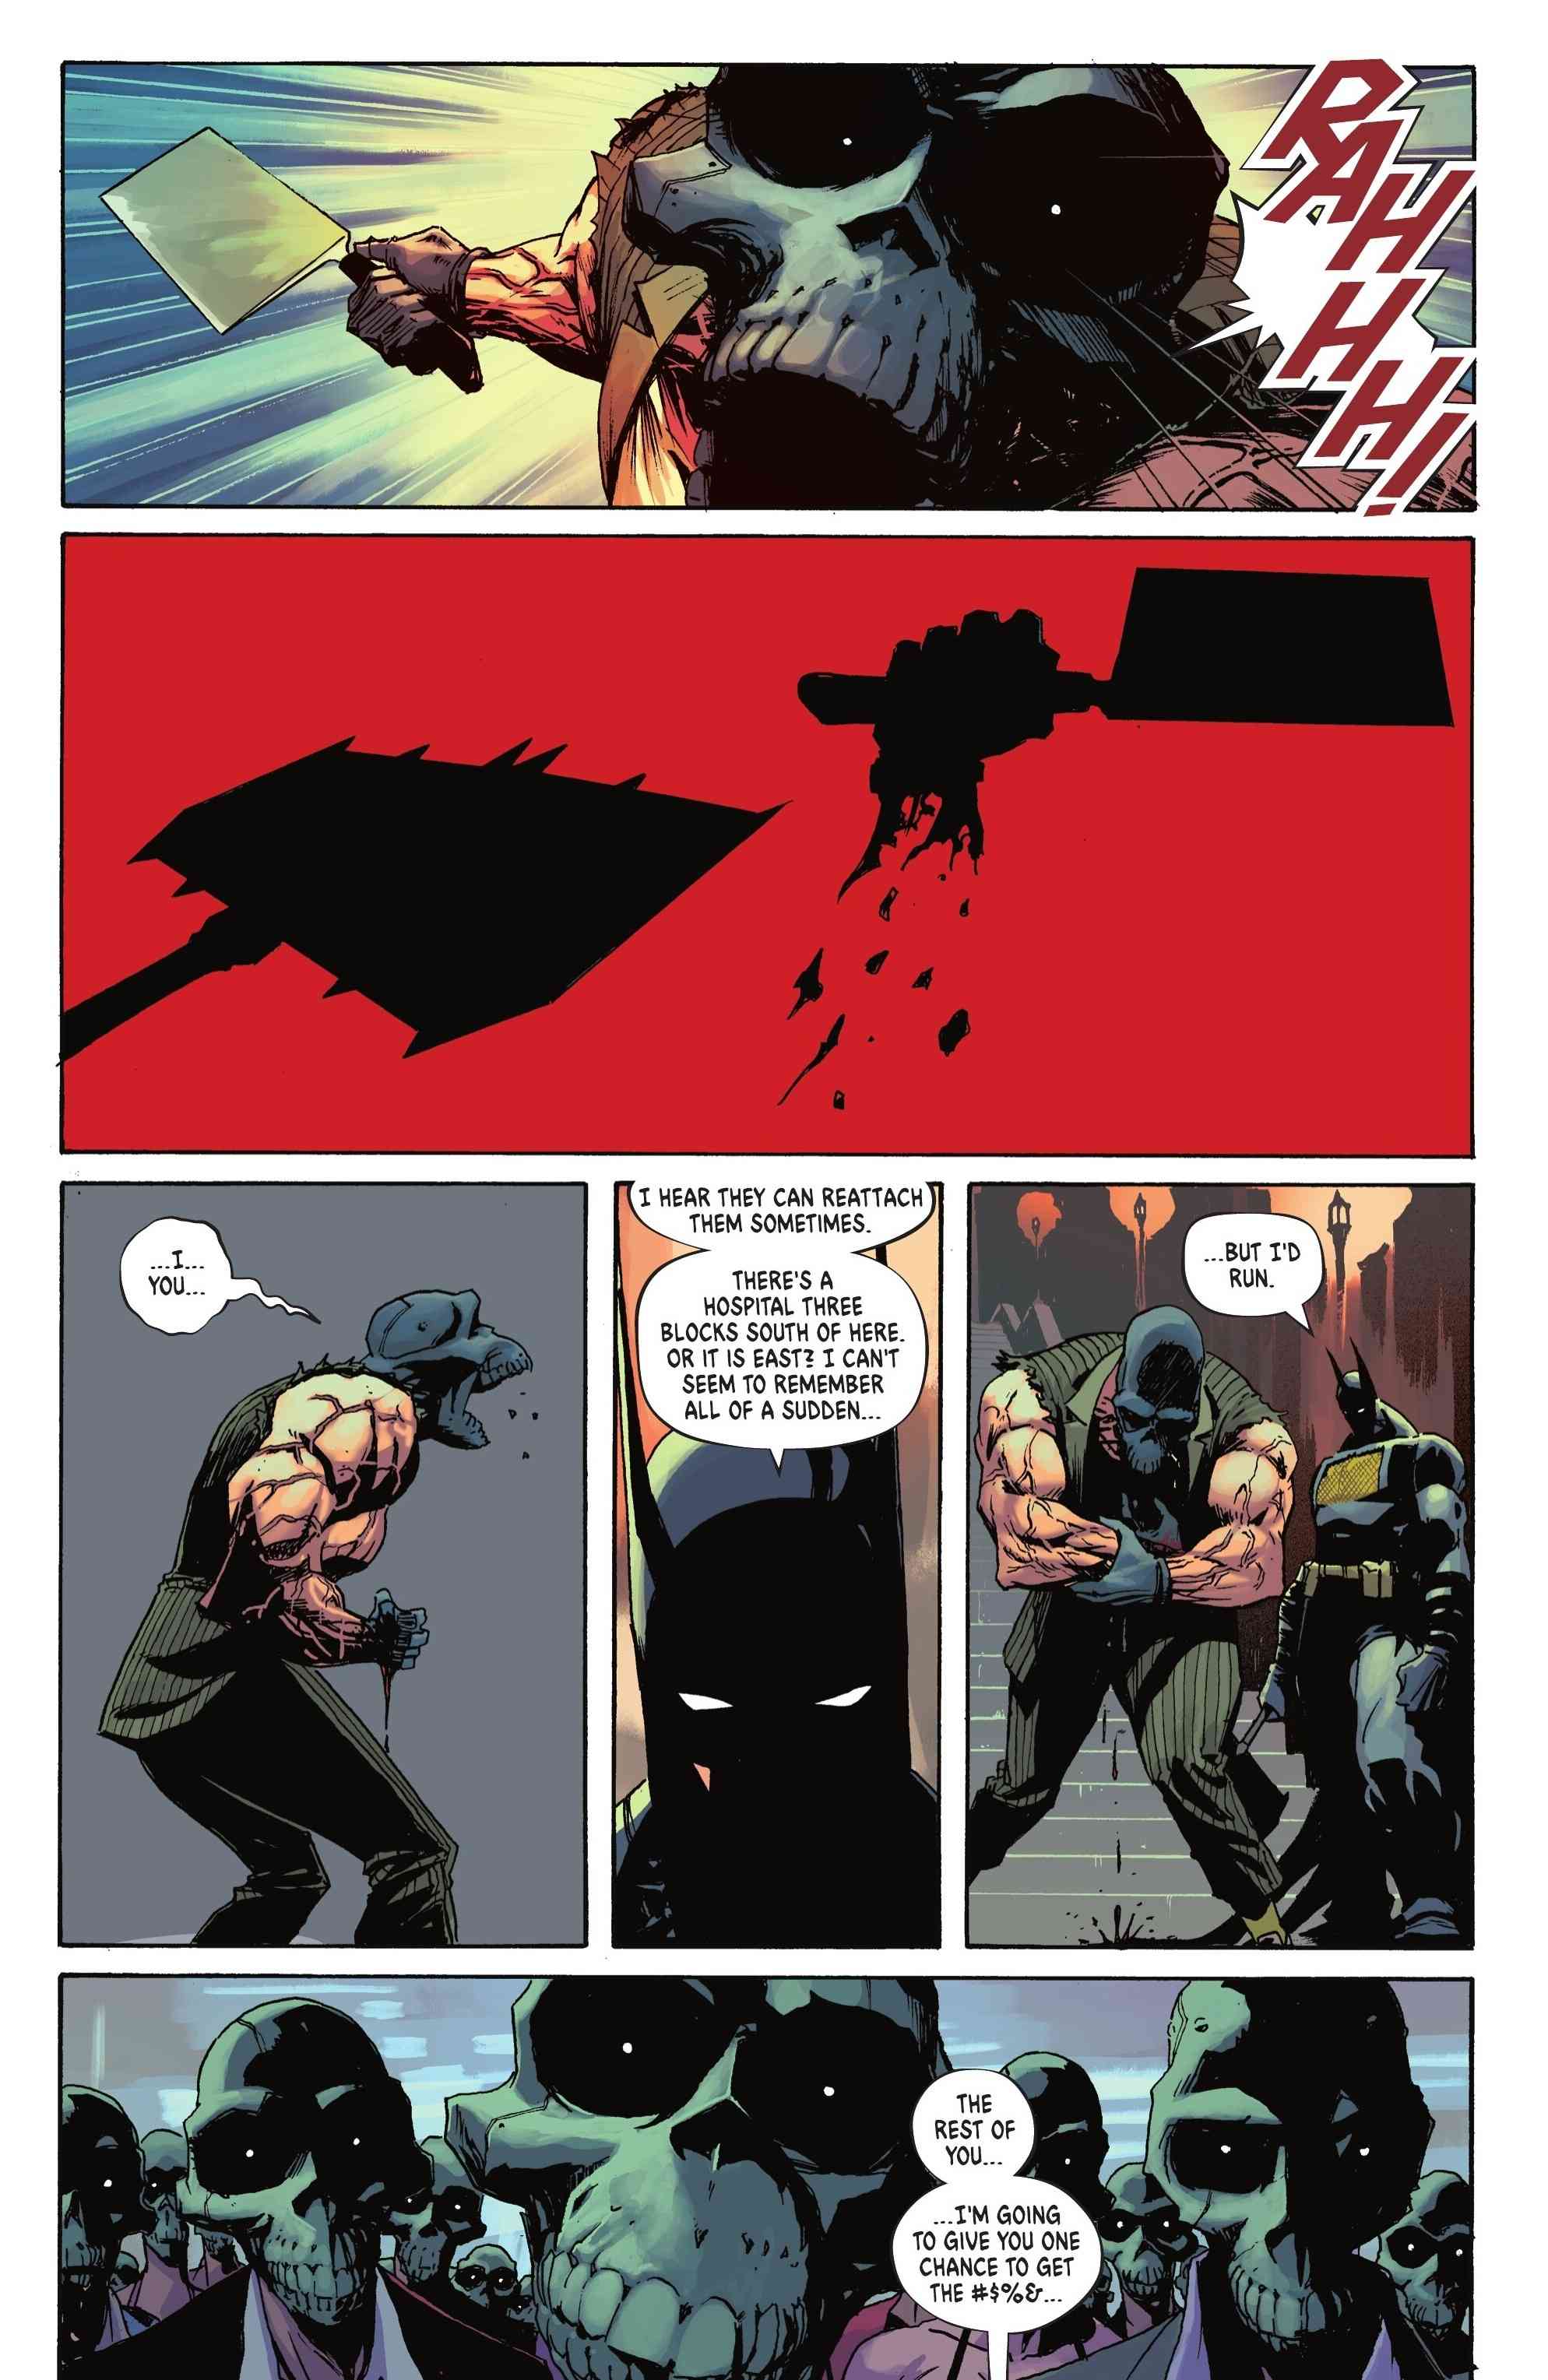 RAHHHH!
...I...
YOU...
I HEAR THEY CAN REATTACH
THEM SOMETIMES.
THERE'S A
HOSPITAL THREE
BLOCKS SOUTH OF HERE.
OR IT IS EAST? I CAN'T
SEEM TO REMEMBER
ALL OF A SUDDEN...
...BUT I'D
RUN.
THE
REST OF
YOU...
...I'M GOING
TO GIVE YOU ONE
CHANCE TO GET
THE #$%&...